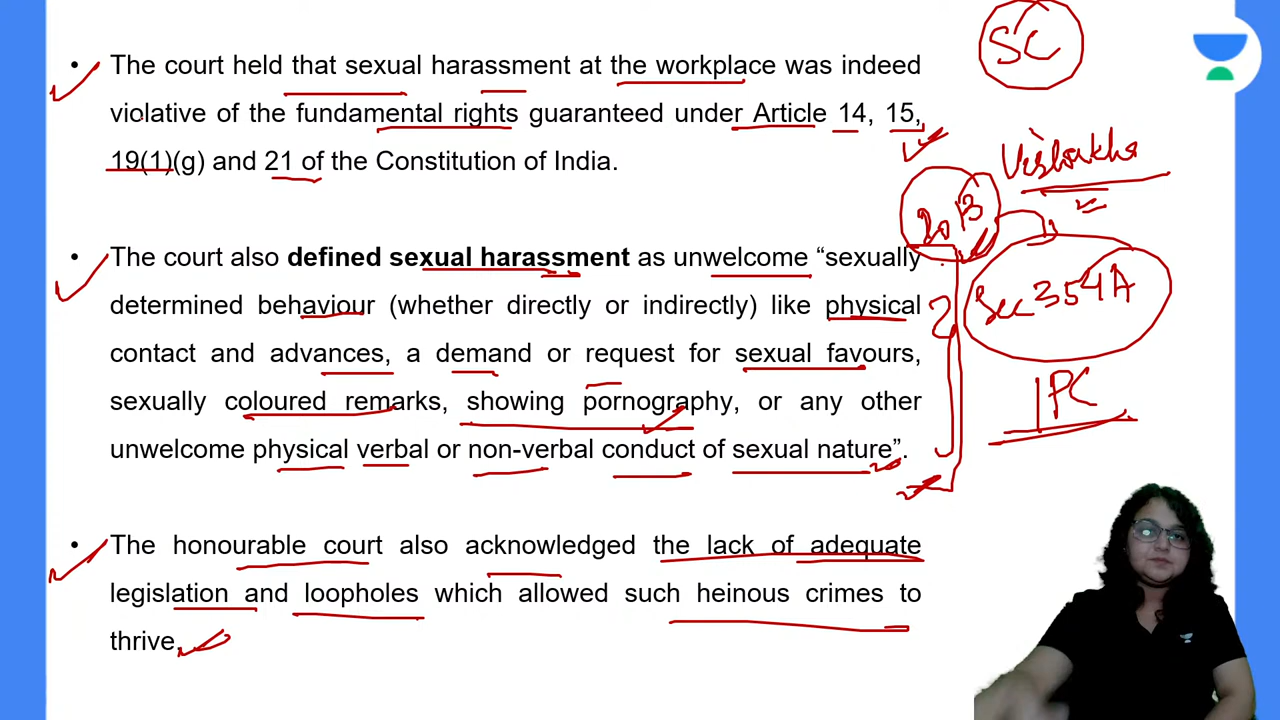 • The court held that sexual harassment at the workplace was indeed
violative of the fundamental rights guaranteed under Article 14, 15,
19(1)(g) and 21 of the Constitution of India.
• The court also defined sexual harassment as unwelcome “sexually
determined behaviour (whether directly or indirectly) like physical
contact and advances, a demand or request for sexual favours,
sexually coloured remarks, showing pornography, or any other
unwelcome physical verbal or non-verbal conduct of sexual nature”.
• The honourable court also acknowledged the lack of adequate
legislation and loopholes which allowed such heinous crimes to
thrive.
SC
Vishakha
2013
Sec 354A
IPC